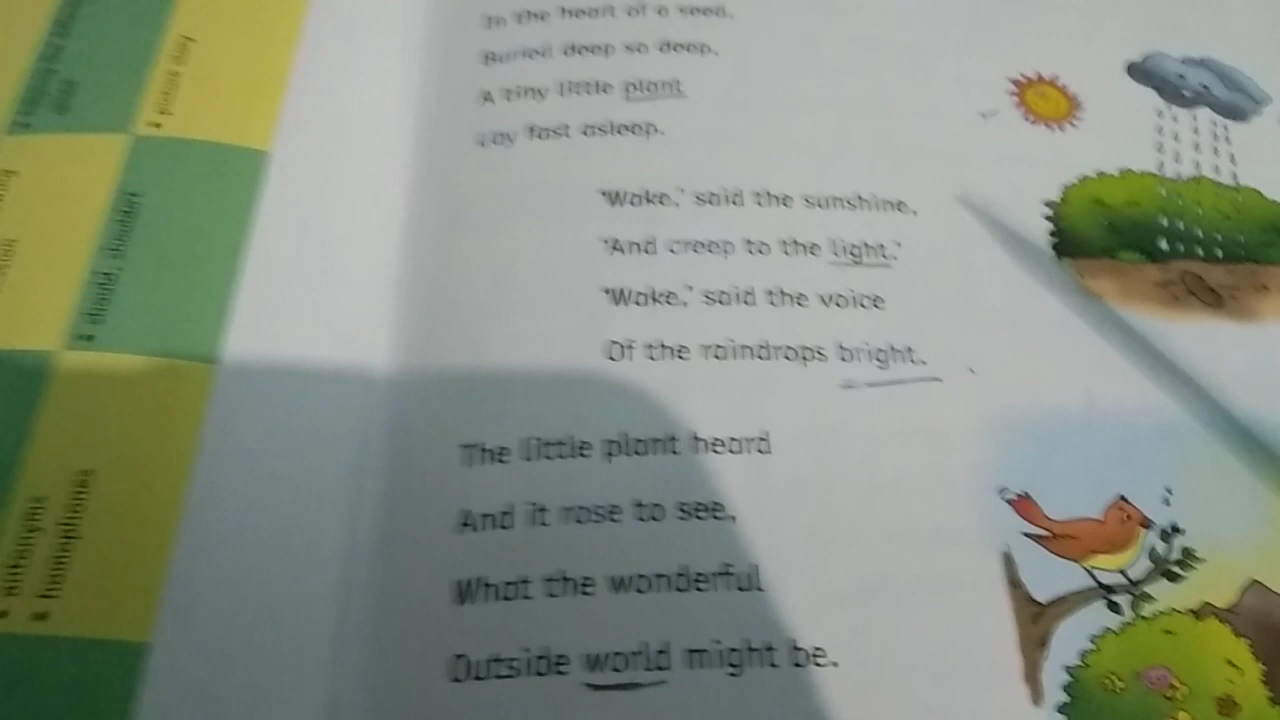 In the heart of a seed,
Buried deep so deep,
A tiny little plant
Lay fast asleep.
'Wake,' said the sunshine,
'And creep to the light.'
'Wake,' said the voice
Of the raindrops bright.
The little plant heard
And it rose to see,
What the wonderful
Outside world might be.
antonyms
homophones